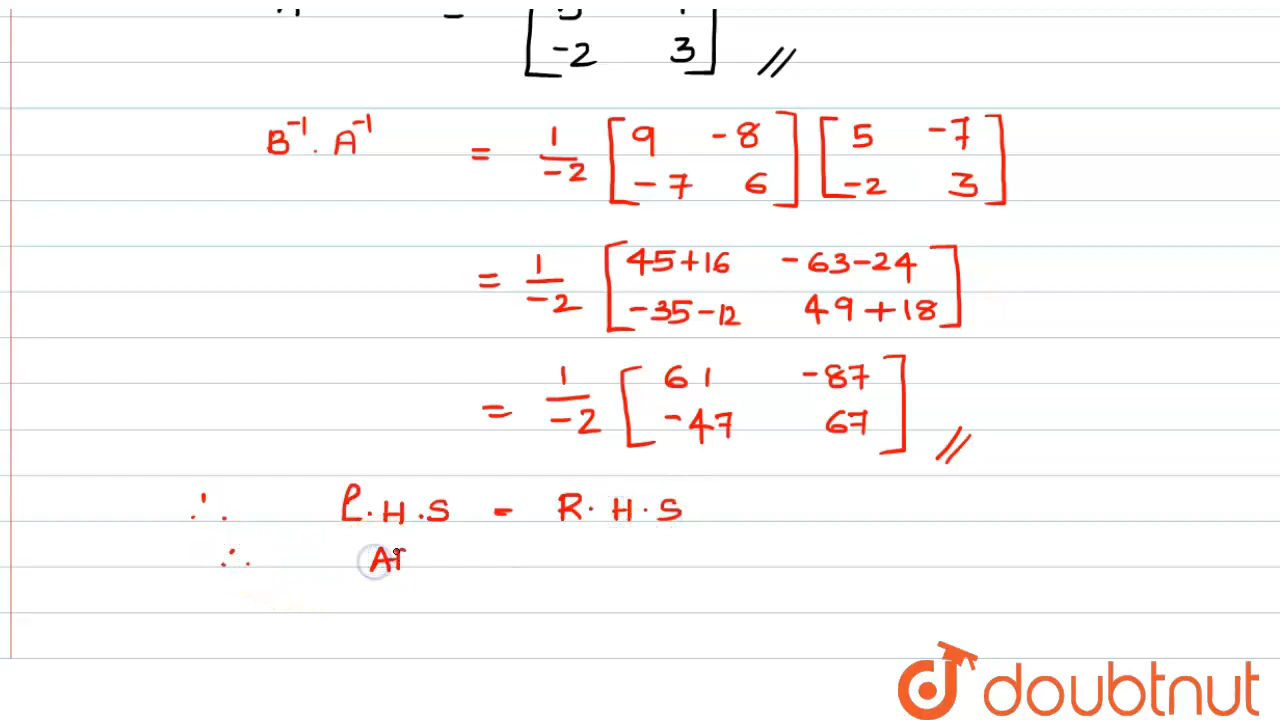 = [
-2 3] //
B⁻¹. A⁻¹ = 1/-2 [9 -8] [5 -7]
[-7 6] [-2 3]
= 1/-2 [45+16 -63-24]
[-35-12 49+18]
= 1/-2 [61 -87]
[-47 67] //
∴ L.H.S = R.H.S
∴
doubtnut